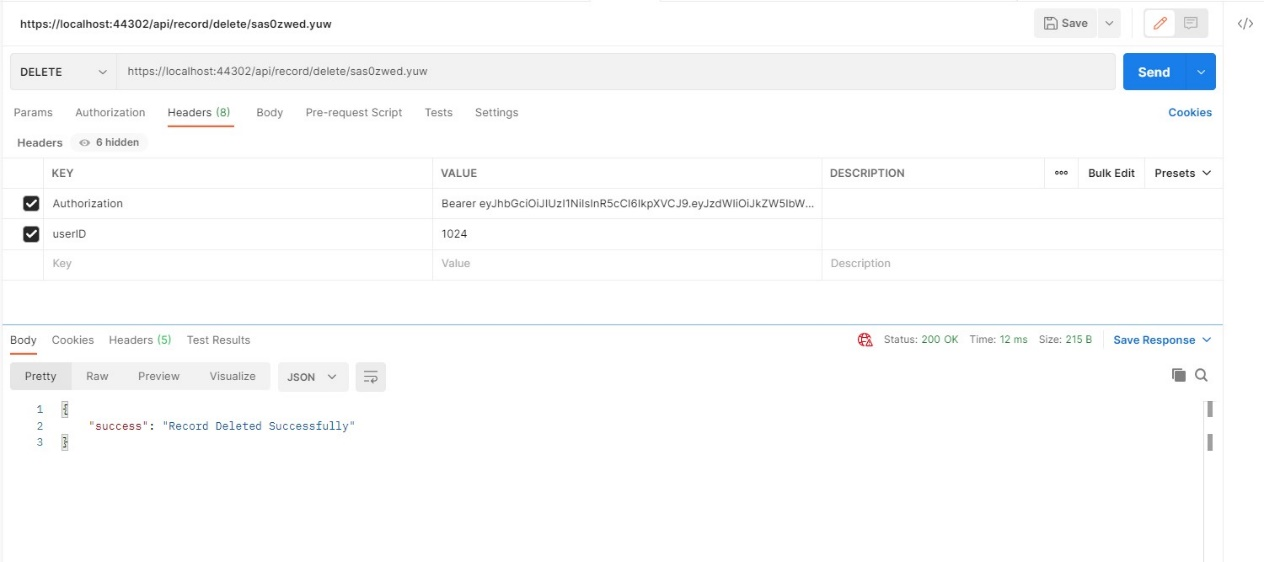 https://localhost:44302/api/record/delete/sas0zwed.yuw Save </>
DELETE https://localhost:44302/api/record/delete/sas0zwed.yuw Send
Params Authorization Headers (8) Body Pre-request Script Tests Settings Cookies
Headers 6 hidden
KEY VALUE DESCRIPTION ooo Bulk Edit Presets
Authorization Bearer eyJhbGciOiJIUzI1NiIsInR5cCI6IkpXVCJ9.eyJzdWIiOiJkZW5IbW...
userID 1024
Key Value Description
Body Cookies Headers (5) Test Results Status: 200 OK Time: 12 ms Size: 215 B Save Response
Pretty Raw Preview Visualize JSON
1 {
2 "success": "Record Deleted Successfully"
3 }